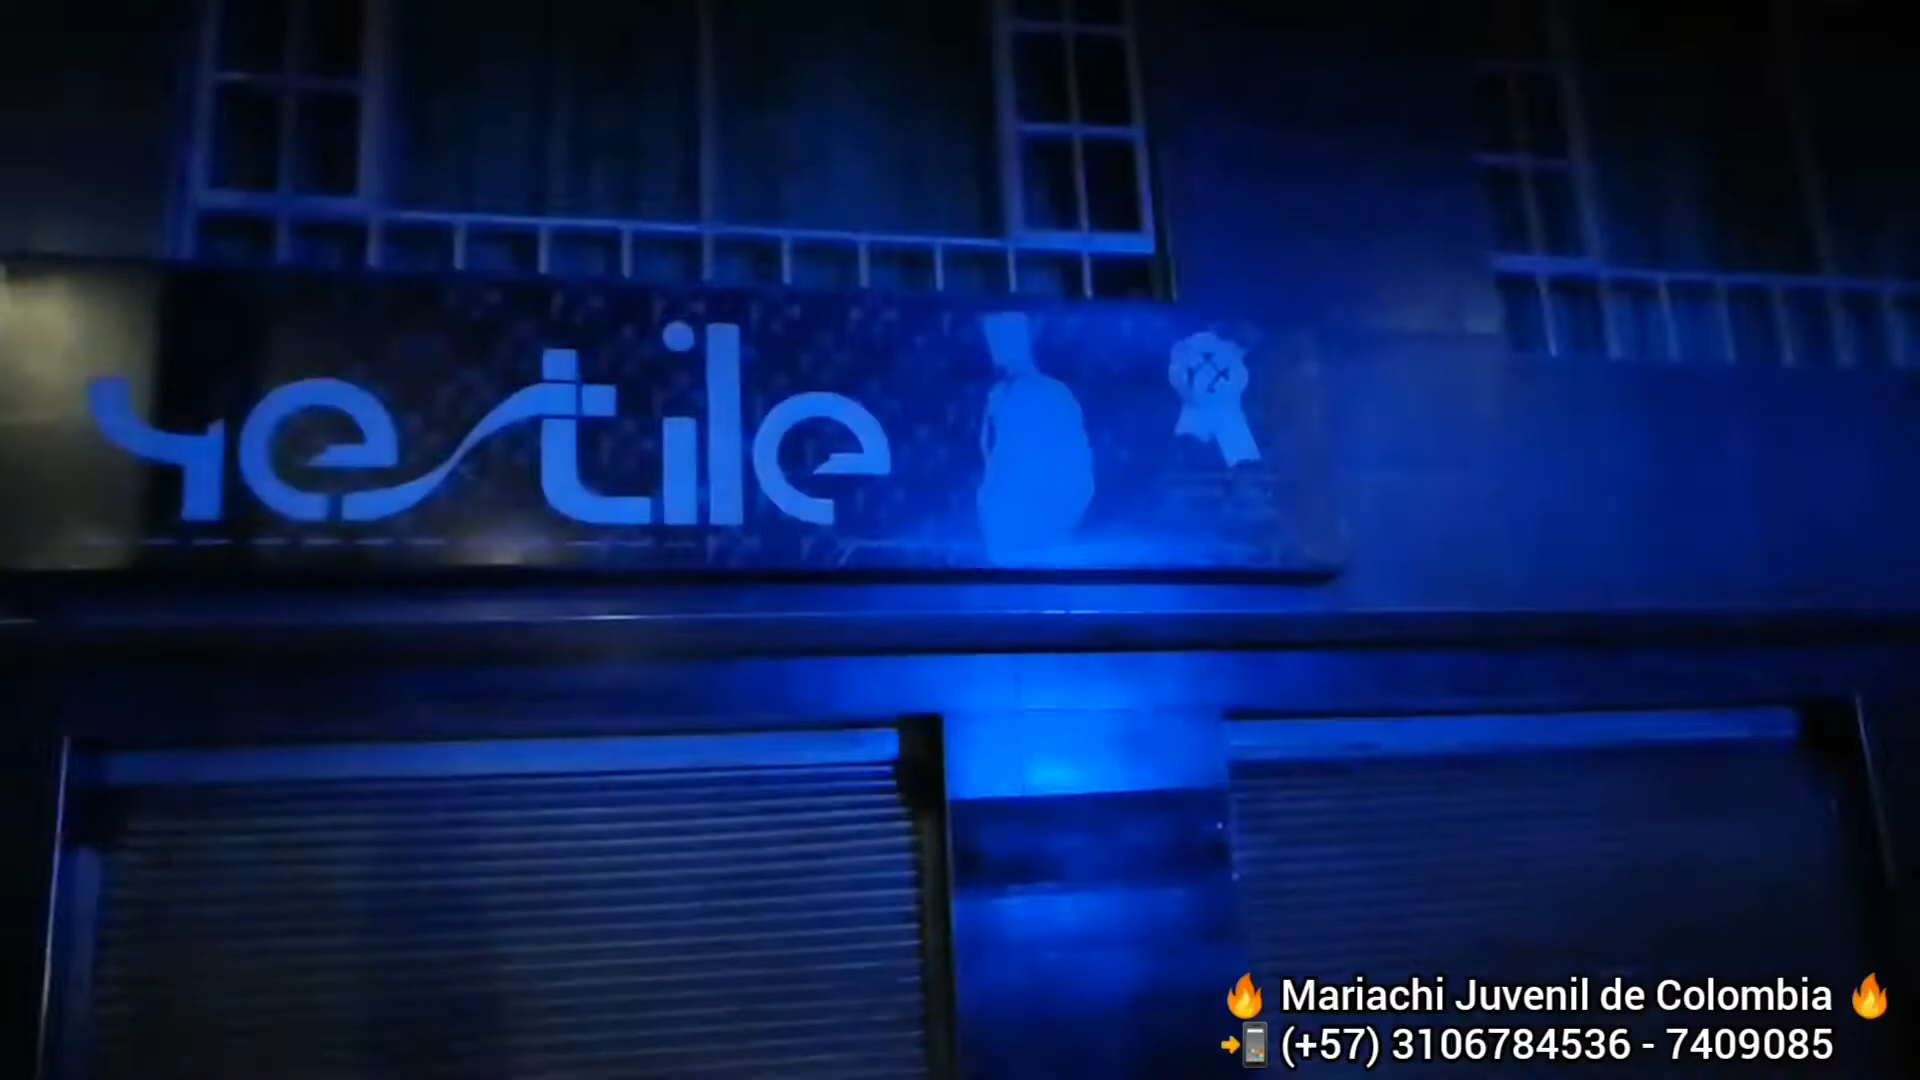 yestile
🔥 Mariachi Juvenil de Colombia 🔥
📲 (+57) 3106784536 - 7409085